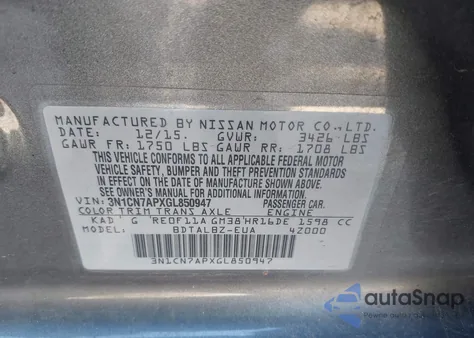 MANUFACTURED BY NISSAN MOTOR CO.,LTD.
DATE: 12/15. GVWR: 3426 LBS
GAWR FR: 1750 LBS GAWR RR: 1708 LBS
THIS VEHICLE CONFORMS TO ALL APPLICABLE FEDERAL MOTOR
VEHICLE SAFETY, BUMPER AND THEFT PREVENTION STANDARDS
IN EFFECT ON THE DATE OF MANUFACTURE SHOWN ABOVE.
SEE OWNER'S MANUAL FOR ADDITIONAL INFORMATION.
VIN: 3N1CN7APXGL850947 PASSENGER CAR.
COLOR TRIM TRANS AXLE ENGINE
KAD G RE0F11A GM38 HR16DE 1598 CC
BDTALBZ-EUA 4Z000
3N1CN7APXGL850947
autoSnap